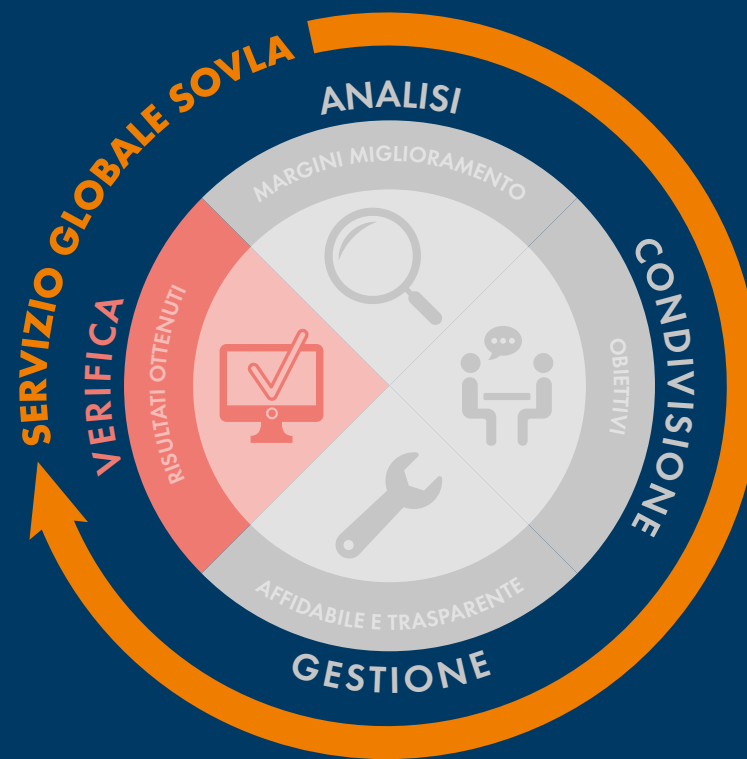 SERVIZIO GLOBALE SOVLA
ANALISI
MARGINI MIGLIORAMENTO
CONDIVISIONE
OBIETTIVI
GESTIONE
AFFIDABILE E TRASPARENTE
VERIFICA
RISULTATI OTTENUTI